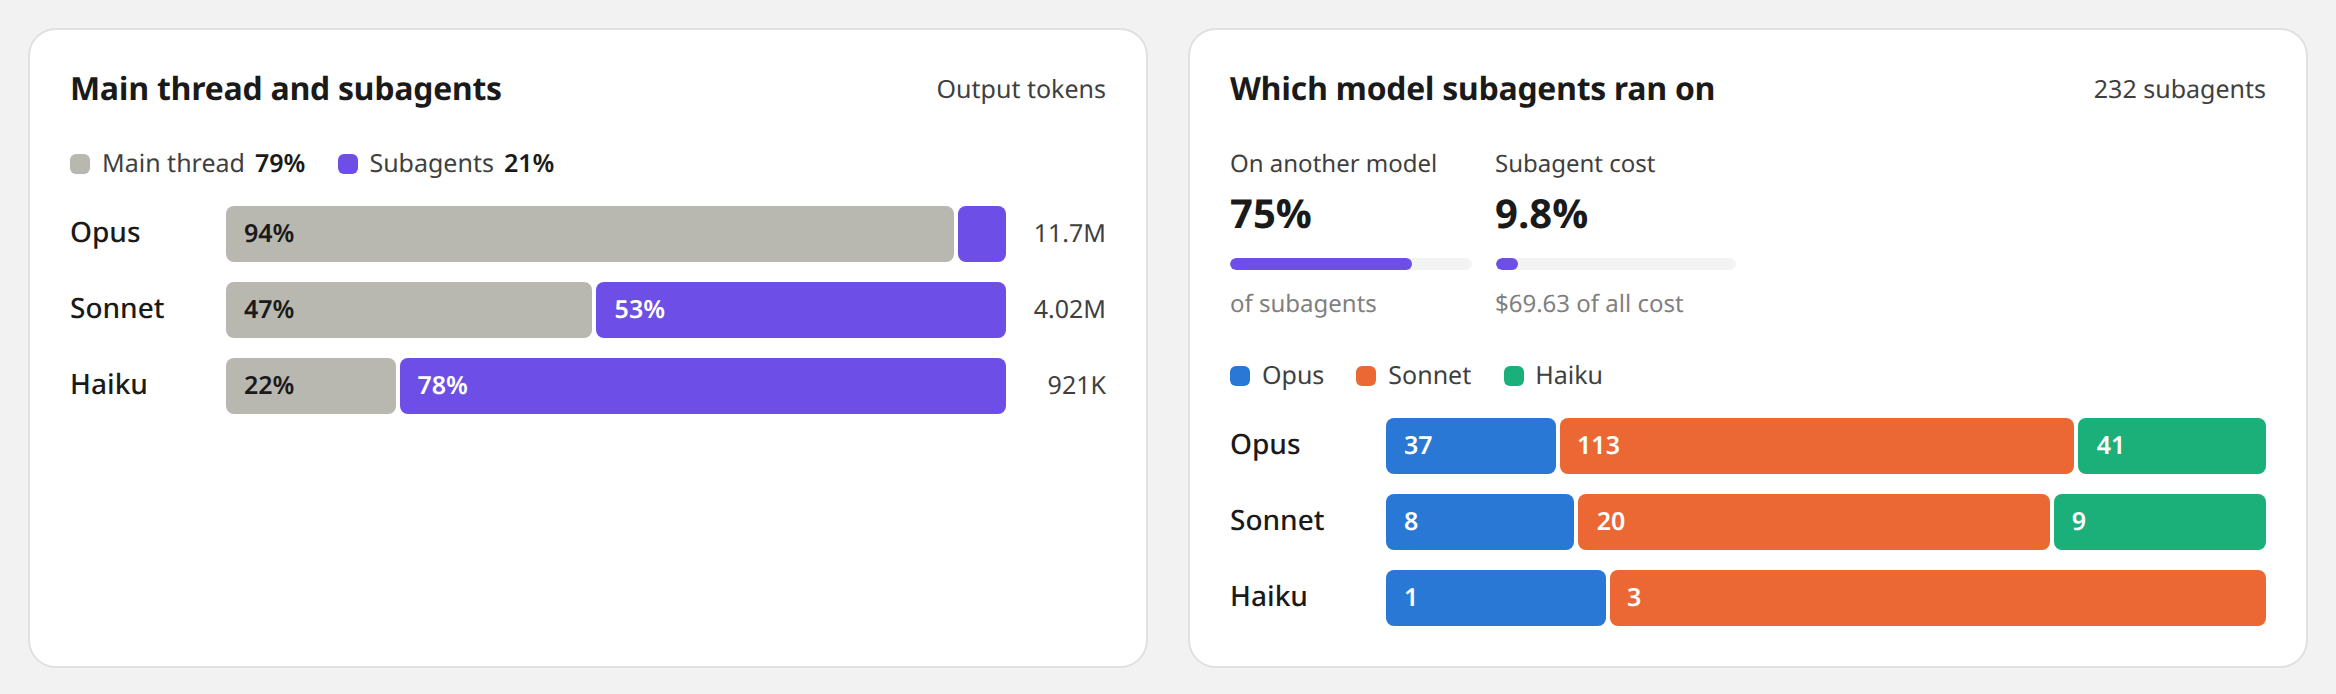 Main thread and subagents
Output tokens
Main thread 79% Subagents 21%
Opus 94% 11.7M
Sonnet 47% 53% 4.02M
Haiku 22% 78% 921K
Which model subagents ran on
232 subagents
On another model
75%
of subagents
Subagent cost
9.8%
$69.63 of all cost
Opus Sonnet Haiku
Opus 37 113 41
Sonnet 8 20 9
Haiku 1 3